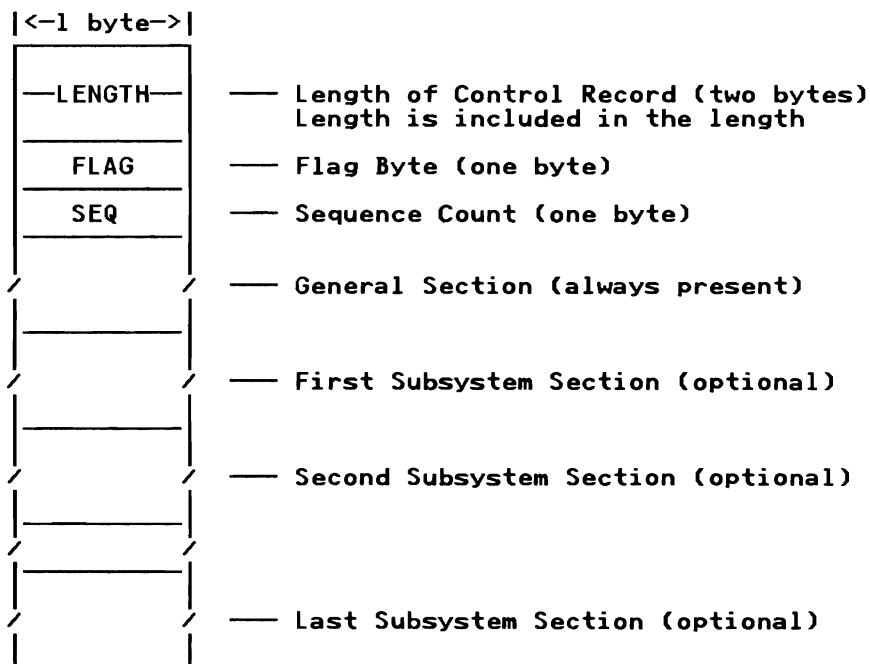 |<-1 byte->|
LENGTH Length of Control Record (two bytes)
Length is included in the length
FLAG Flag Byte (one byte)
SEQ Sequence Count (one byte)
General Section (always present)
First Subsystem Section (optional)
Second Subsystem Section (optional)
Last Subsystem Section (optional)